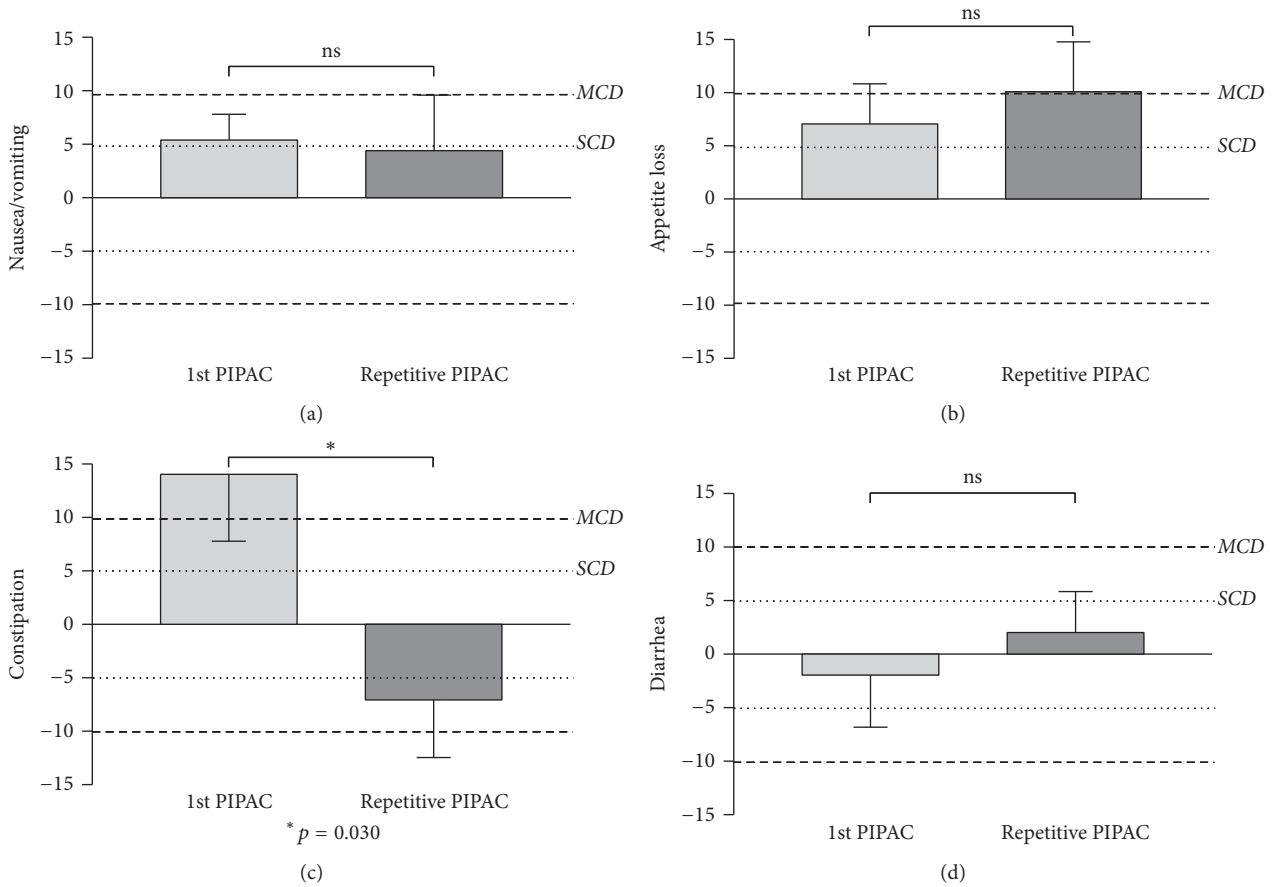 15
10
5
0
−5
−10
−15
Nausea/vomiting
ns
MCD
SCD
1st PIPAC
Repetitive PIPAC
(a)
15
10
5
0
−5
−10
−15
Appetite loss
ns
MCD
SCD
1st PIPAC
Repetitive PIPAC
(b)
15
10
5
0
−5
−10
−15
Constipation
*
MCD
SCD
1st PIPAC
Repetitive PIPAC
* p = 0.030
(c)
15
10
5
0
−5
−10
−15
Diarrhea
ns
MCD
SCD
1st PIPAC
Repetitive PIPAC
(d)